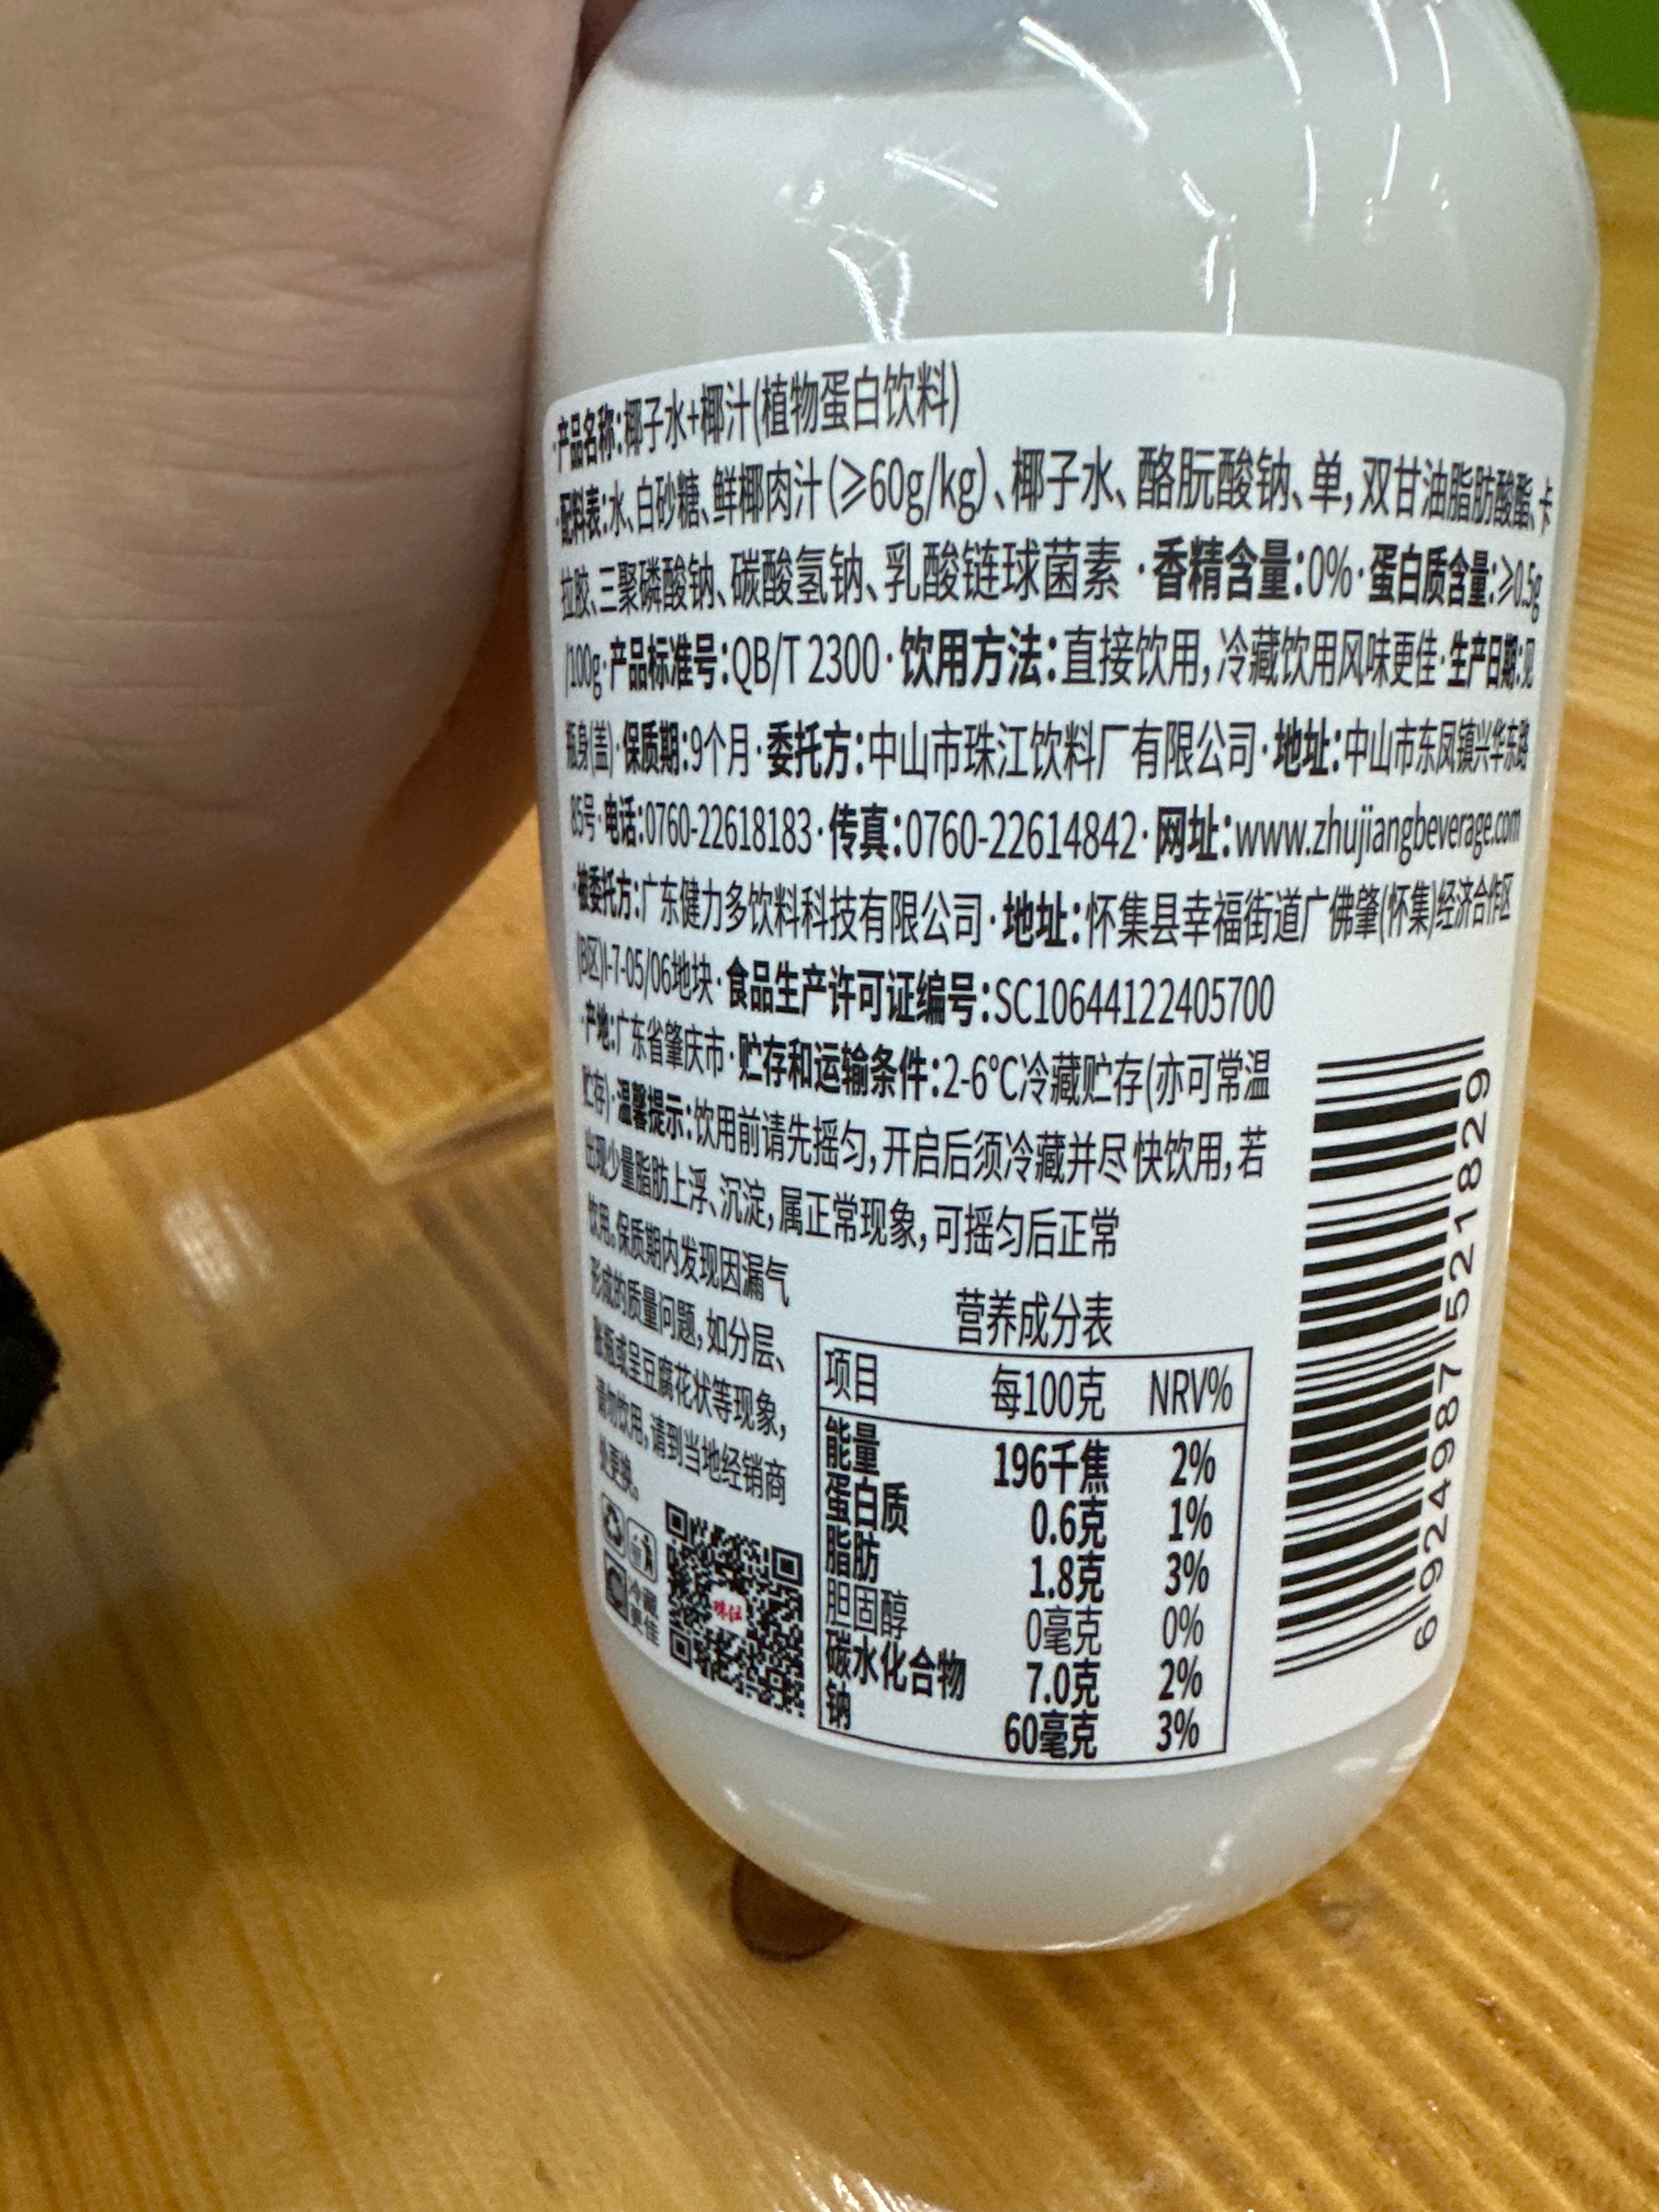 ·产品名称:椰子水+椰汁(植物蛋白饮料)
·配料表:水、白砂糖、鲜椰肉汁(≥60g/kg)、椰子水、酪朊酸钠、单,双甘油脂肪酸酯、卡
拉胶、三聚磷酸钠、碳酸氢钠、乳酸链球菌素 ·香精含量:0%·蛋白质含量:≥0.5g
/100g·产品标准号:QB/T 2300·饮用方法:直接饮用,冷藏饮用风味更佳·生产日期:见
瓶身(盖)·保质期:9个月·委托方:中山市珠江饮料厂有限公司·地址:中山市东凤镇兴华东路
85号·电话:0760-22618183·传真:0760-22614842·网址:www.zhujiangbeverage.com
·被委托方:广东健力多饮料科技有限公司·地址:怀集县幸福街道广佛肇(怀集)经济合作区
(B区)I-7-05/06地块·食品生产许可证编号:SC10644122405700
·产地:广东省肇庆市·贮存和运输条件:2-6℃冷藏贮存(亦可常温
贮存)·温馨提示:饮用前请先摇匀,开启后须冷藏并尽快饮用,若
出现少量脂肪上浮、沉淀,属正常现象,可摇匀后正常
饮用。保质期内发现因漏气
形成的质量问题,如分层、
胀瓶或呈豆腐花状等现象,
请勿饮用,请到当地经销商
处更换。
冷藏
更佳
珠江
营养成分表
项目 每100克 NRV%
能量 196千焦 2%
蛋白质 0.6克 1%
脂肪 1.8克 3%
胆固醇 0毫克 0%
碳水化合物 7.0克 2%
钠 60毫克 3%
6924987521829